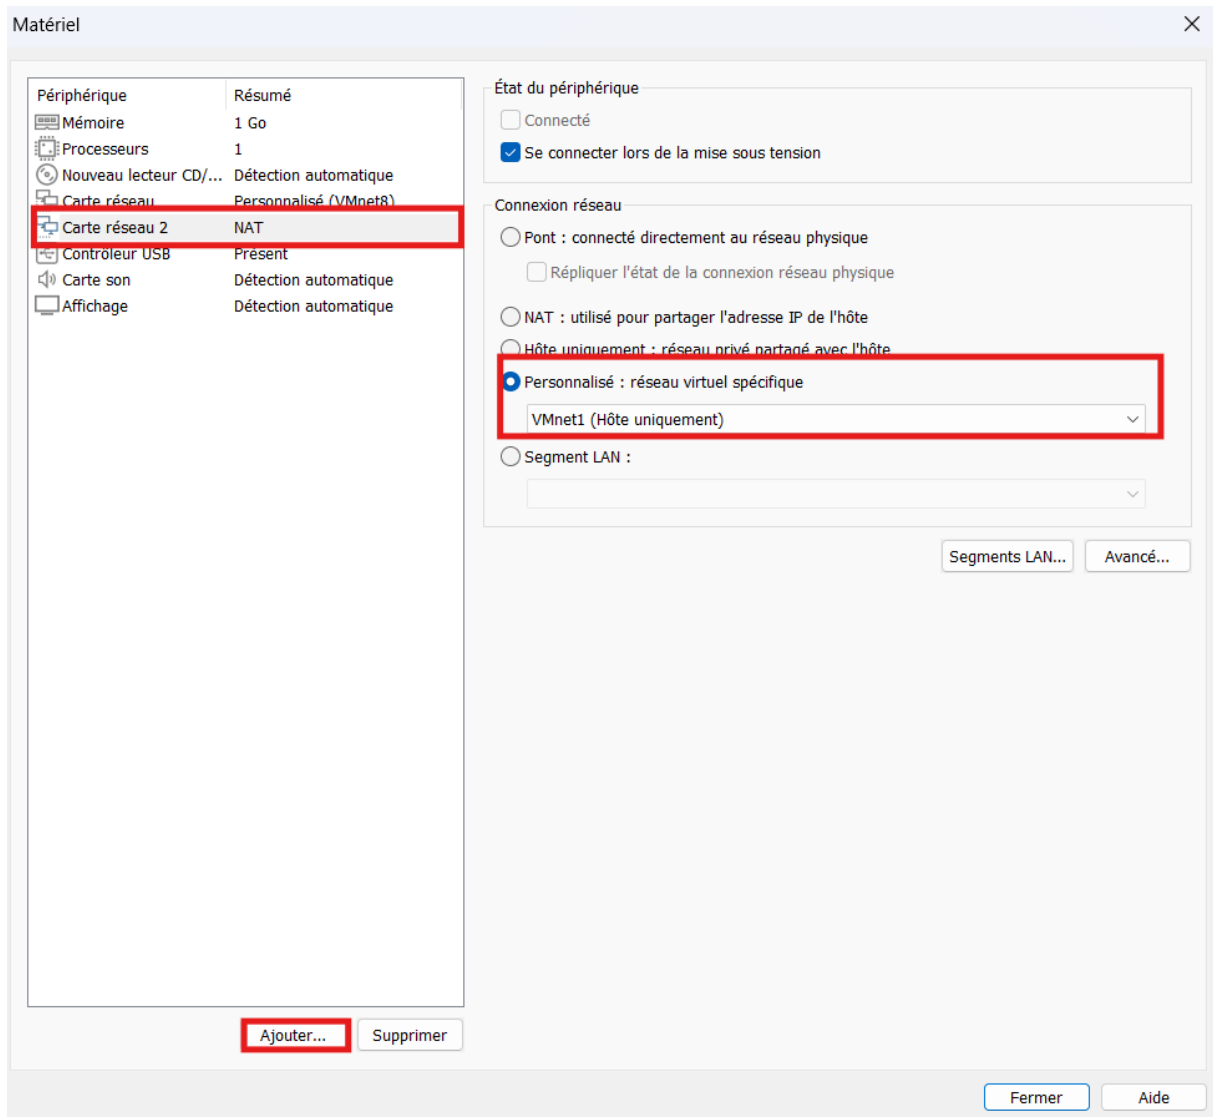 Matériel
Périphérique Résumé
Mémoire 1 Go
Processeurs 1
Nouveau lecteur CD/... Détection automatique
Carte réseau Personnalisé (VMnet8)
Carte réseau 2 NAT
Contrôleur USB Présent
Carte son Détection automatique
Affichage Détection automatique
Ajouter... Supprimer
État du périphérique
Connecté
Se connecter lors de la mise sous tension
Connexion réseau
Pont : connecté directement au réseau physique
Répliquer l'état de la connexion réseau physique
NAT : utilisé pour partager l'adresse IP de l'hôte
Hôte uniquement : réseau privé partagé avec l'hôte
Personnalisé : réseau virtuel spécifique
VMnet1 (Hôte uniquement)
Segment LAN :
Segments LAN... Avancé...
Fermer Aide